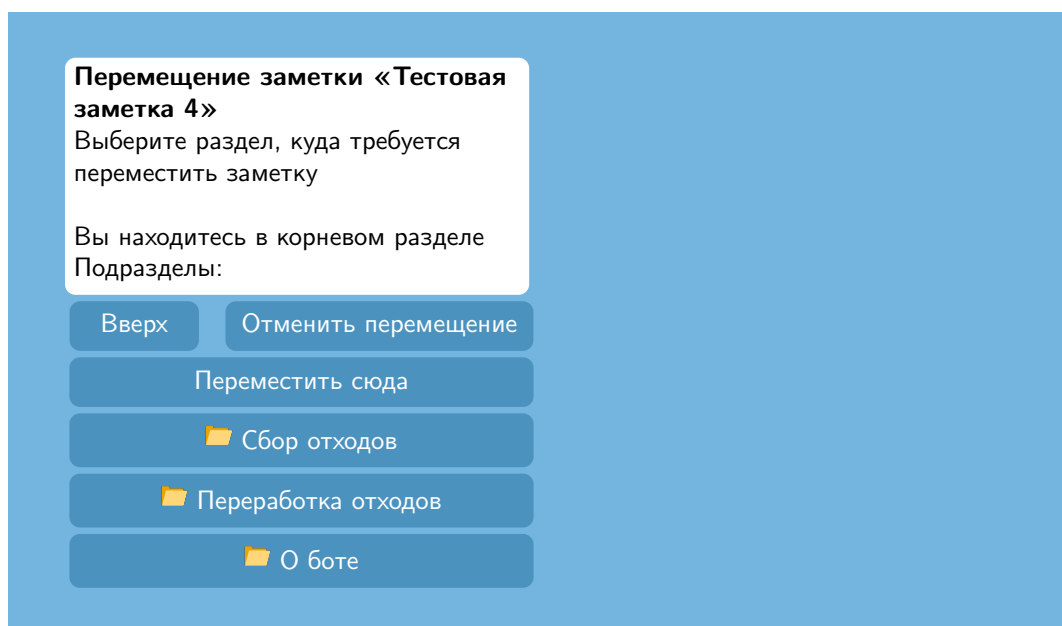 Перемещение заметки «Тестовая
заметка 4»
Выберите раздел, куда требуется
переместить заметку
Вы находитесь в корневом разделе
Подразделы:
Вверх Отменить перемещение
Переместить сюда
Сбор отходов
Переработка отходов
О боте